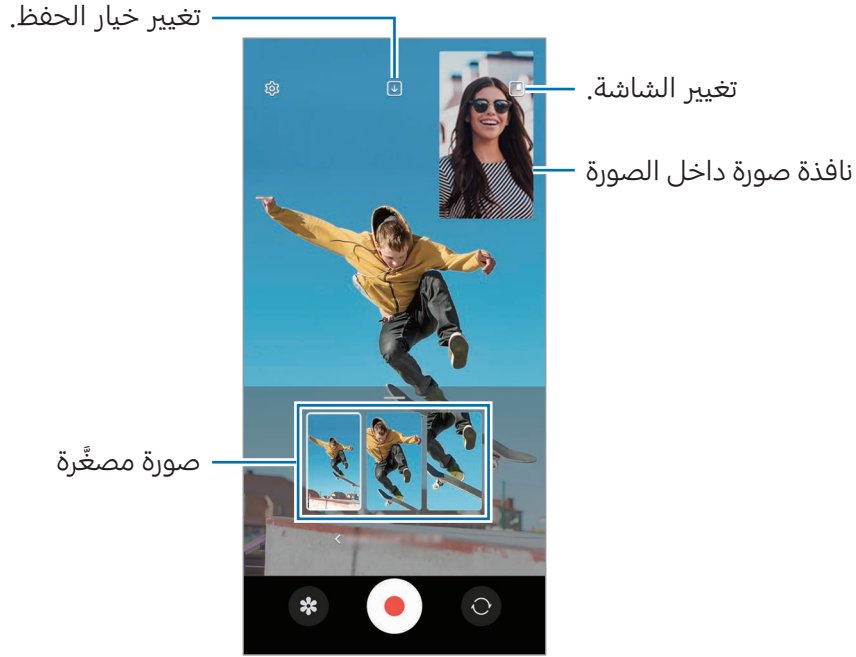 تغيير خيار الحفظ.
تغيير الشاشة.
نافذة صورة داخل الصورة
صورة مصغَّرة